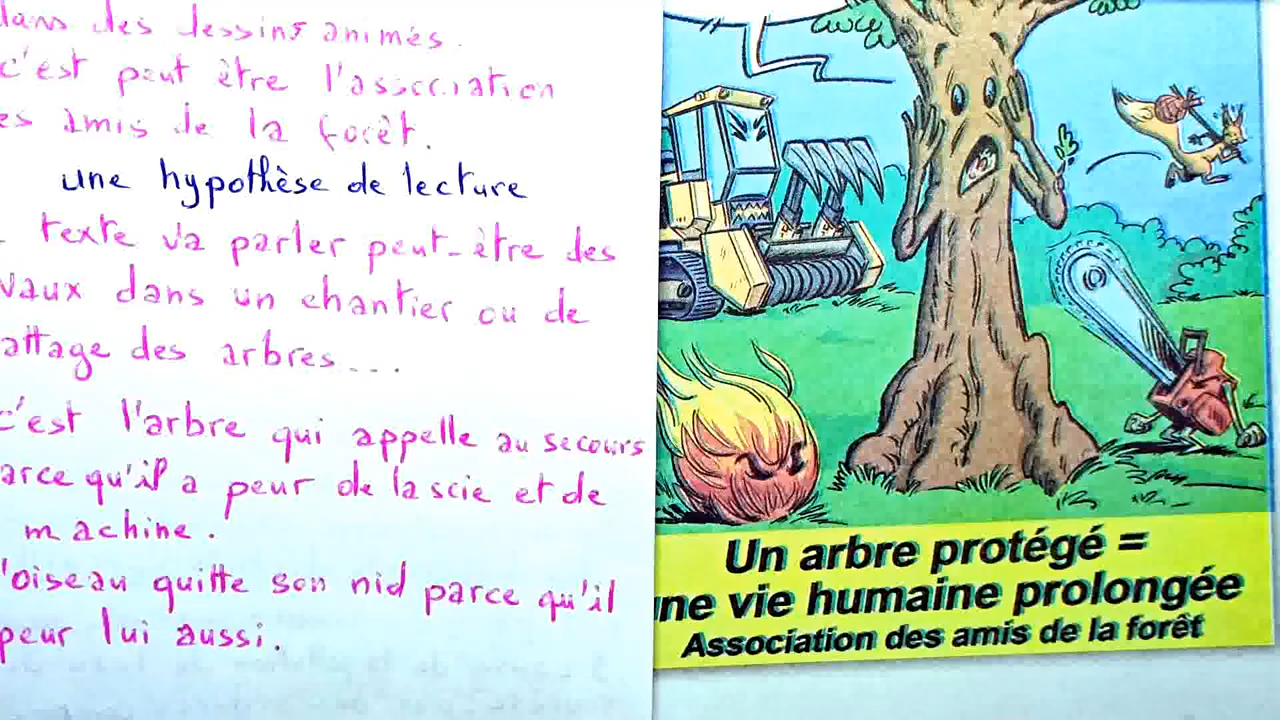 dans des dessins animés.
c'est peut être l'association
es amis de la forêt.
une hypothèse de lecture
texte va parler peut-être des
vaux dans un chantier ou de
attage des arbres....
c'est l'arbre qui appelle au secours
arce qu'il a peur de la scie et de
machine.
l'oiseau quitte son nid parce qu'il
peur lui aussi.
Un arbre protégé =
une vie humaine prolongée
Association des amis de la forêt